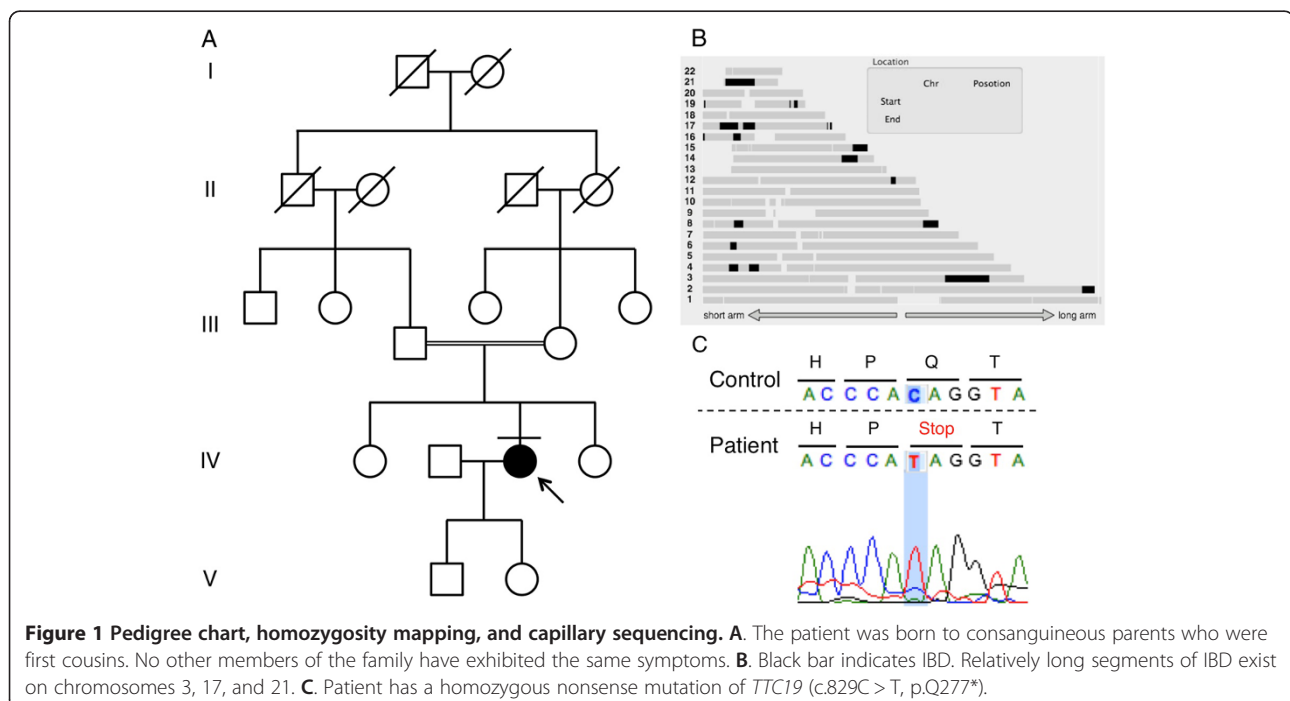 A
I
II
III
IV
V
B
Location
Chr Posotion
Start
End
22
21
20
19
18
17
16
15
14
13
12
11
10
9
8
7
6
5
4
3
2
1
short arm long arm
C
H P Q T
Control
A C C C A C A G G T A
H P Stop T
Patient
A C C C A T A G G T A
Figure 1 Pedigree chart, homozygosity mapping, and capillary sequencing. A. The patient was born to consanguineous parents who were
first cousins. No other members of the family have exhibited the same symptoms. B. Black bar indicates IBD. Relatively long segments of IBD exist
on chromosomes 3, 17, and 21. C. Patient has a homozygous nonsense mutation of TTC19 (c.829C > T, p.Q277*).